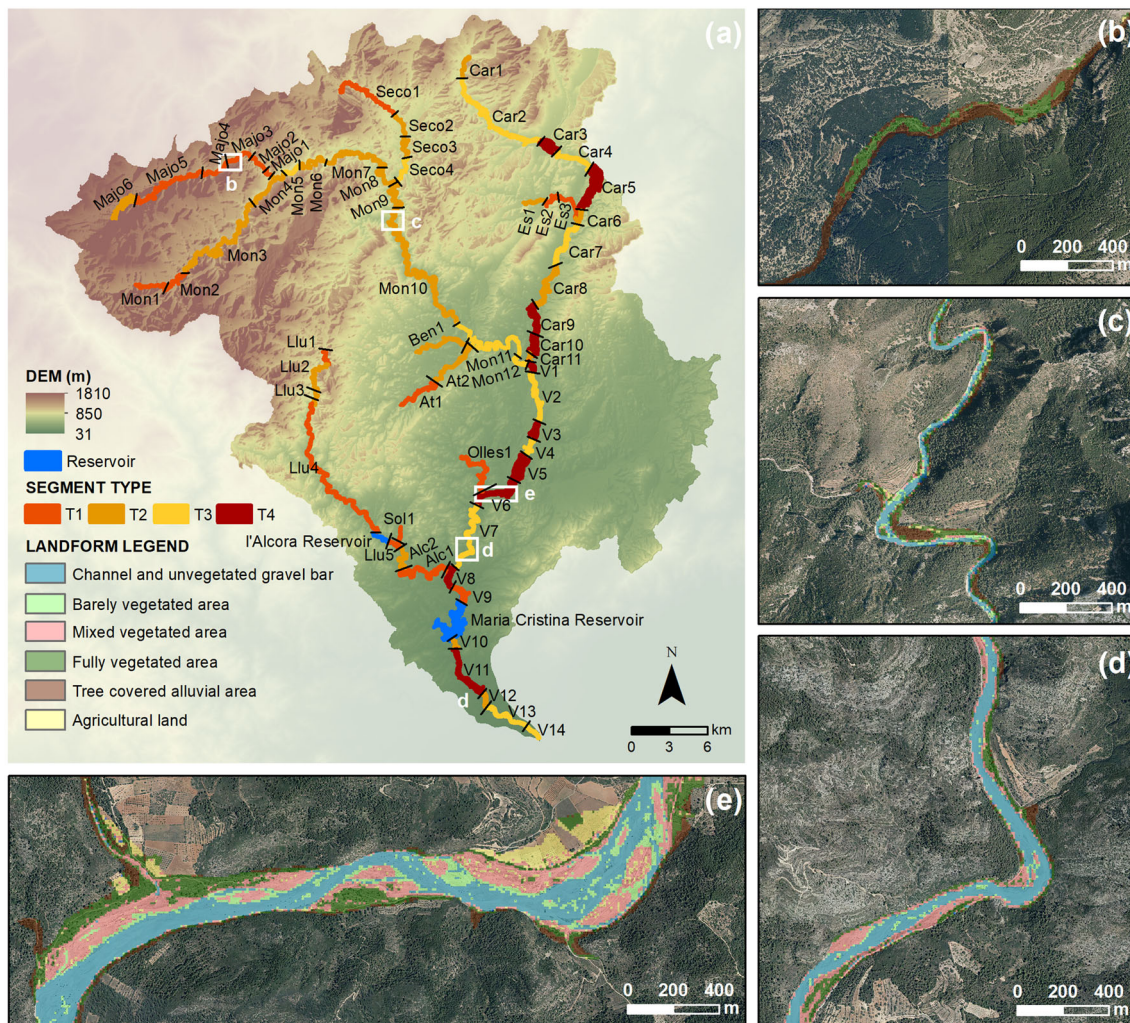 (a)
Car1
Seco1
Car2
Seco2
Majo4
Majo3
Majo2
Majo1
Car3
Majo5
Seco3
Car4
Majo6
b
Mon4
Mon5
Mon6
Mon7
Seco4
Car5
Mon8
Mon9
Es1
Es2
Es3
Car6
c
Mon3
Car7
Mon1
Mon2
Mon10
Car8
Llu1
Ben1
Car9
Llu2
Mon11
Car10
Mon12
Car11
Llu3
At2
V1
At1
V2
V3
Olles1
V4
Llu4
V5
e
V6
Sol1
V7
l'Alcora Reservoir
Llu5
Alc2
Alc1
d
V8
V9
Maria Cristina Reservoir
V10
V11
d
V12
V13
V14
DEM (m)
1810
850
31
Reservoir
SEGMENT TYPE
T1 T2 T3 T4
LANDFORM LEGEND
Channel and unvegetated gravel bar
Barely vegetated area
Mixed vegetated area
Fully vegetated area
Tree covered alluvial area
Agricultural land
N
km
0 3 6
(b)
0 200 400
m
(c)
0 200 400
m
(d)
0 200 400
m
(e)
0 200 400
m